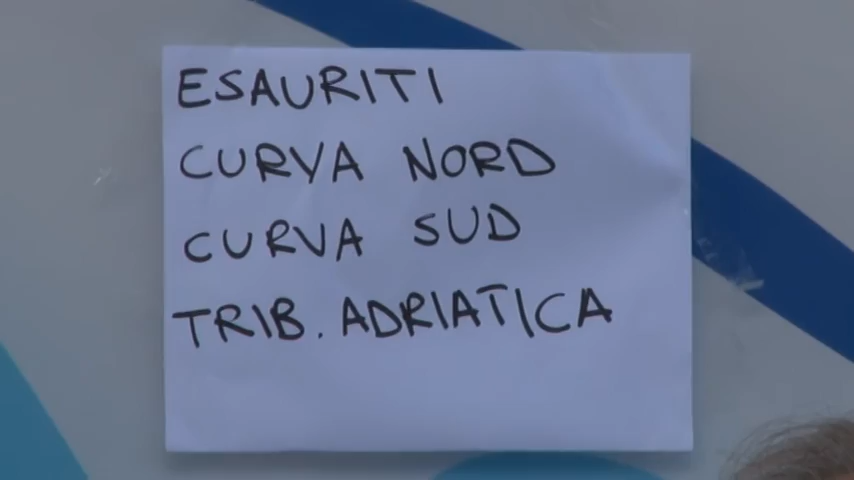 ESAURITI
CURVA NORD
CURVA SUD
TRIB. ADRIATICA